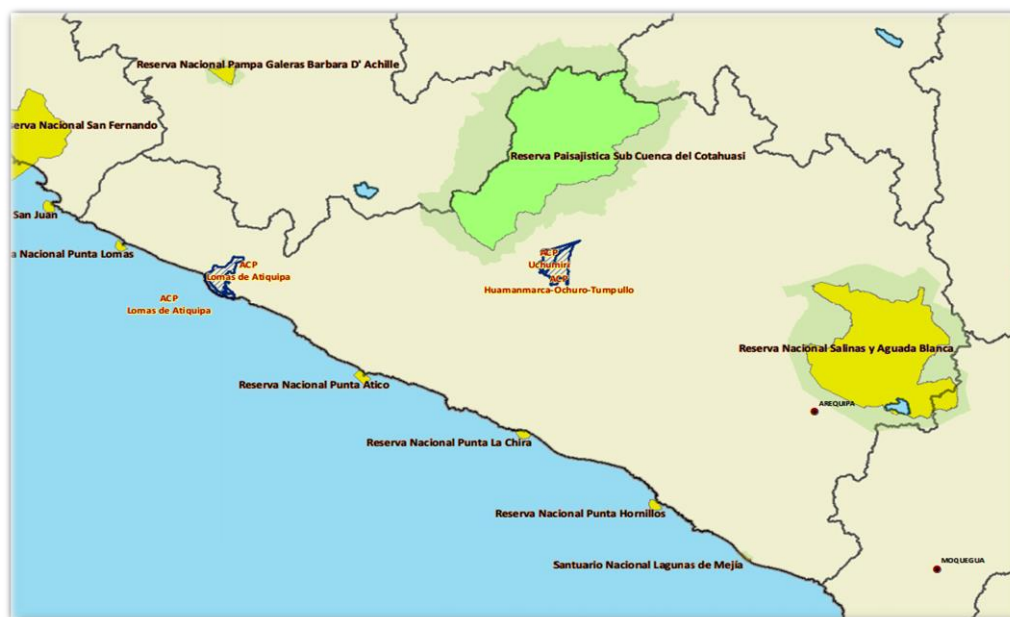 Reserva Nacional Pampa Galeras Barbara D' Achille
serva Nacional San Fernando
Reserva Paisajistica Sub Cuenca del Cotahuasi
San Juan
a Nacional Punta Lomas
ACP
Lomas de Atiquipa
ACP
Lomas de Atiquipa
ACP
Uchumiri
ACP
Huamanmarca-Ochuro-Tumpullo
Reserva Nacional Salinas y Aguada Blanca
Reserva Nacional Punta Atico
AREQUIPA
Reserva Nacional Punta La Chira
Reserva Nacional Punta Hornillos
Santuario Nacional Lagunas de Mejía
MOQUEGUA